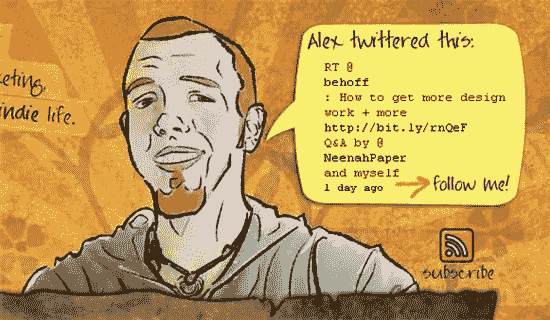 keting.
indie life.
Alex twittered this:
RT @
behoff
: How to get more design
work + more
http://bit.ly/rnQeF
Q&A by @
NeenahPaper
and myself
1 day ago
follow me!
subscribe